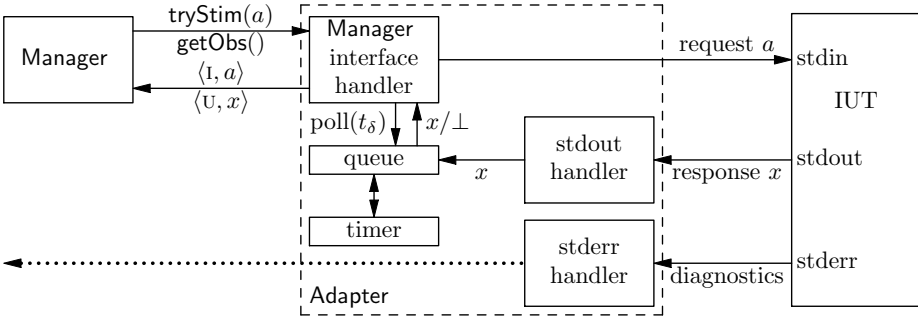 tryStim(a)
getObs()
Manager
⟨I, a⟩
⟨U, x⟩
Manager
interface
handler
request a
stdin
IUT
poll(t_δ)
x/⊥
queue
x
stdout
handler
response x
stdout
timer
stderr
handler
diagnostics
stderr
Adapter